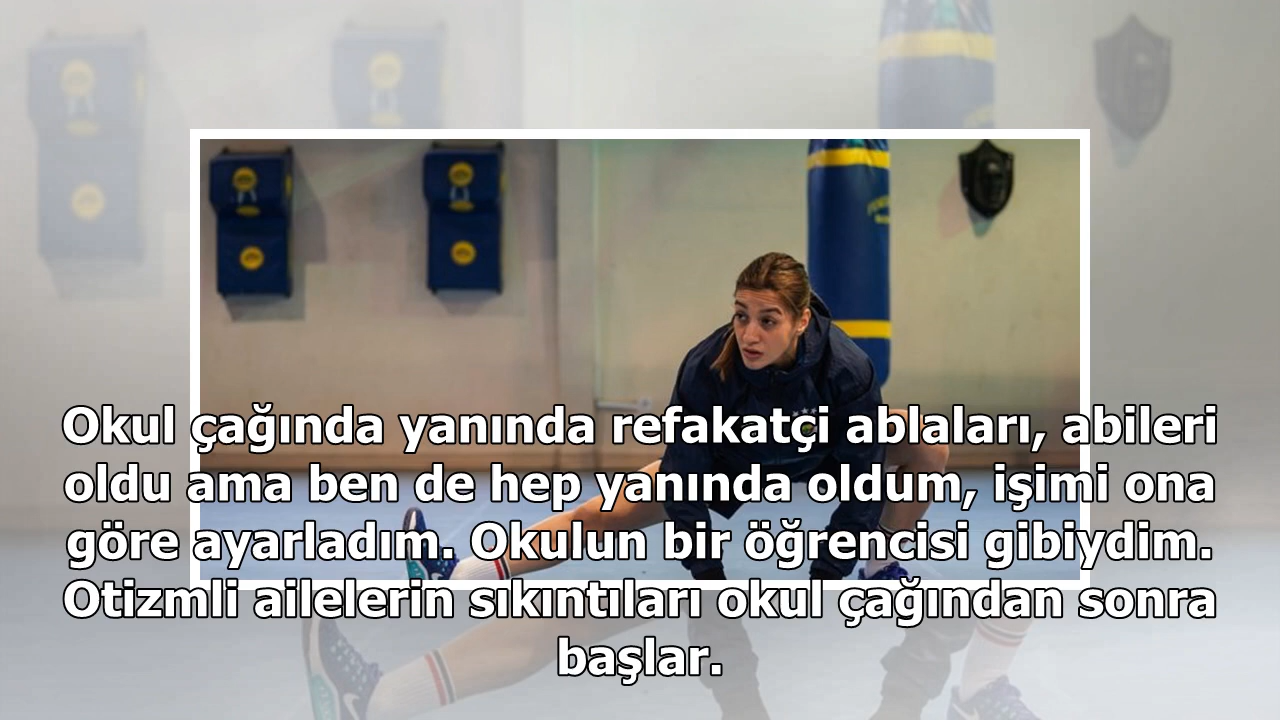 Okul çağında yanında refakatçi ablaları, abileri
oldu ama ben de hep yanında oldum, işimi ona
göre ayarladım. Okulun bir öğrencisi gibiydim.
Otizmli ailelerin sıkıntıları okul çağından sonra
başlar.